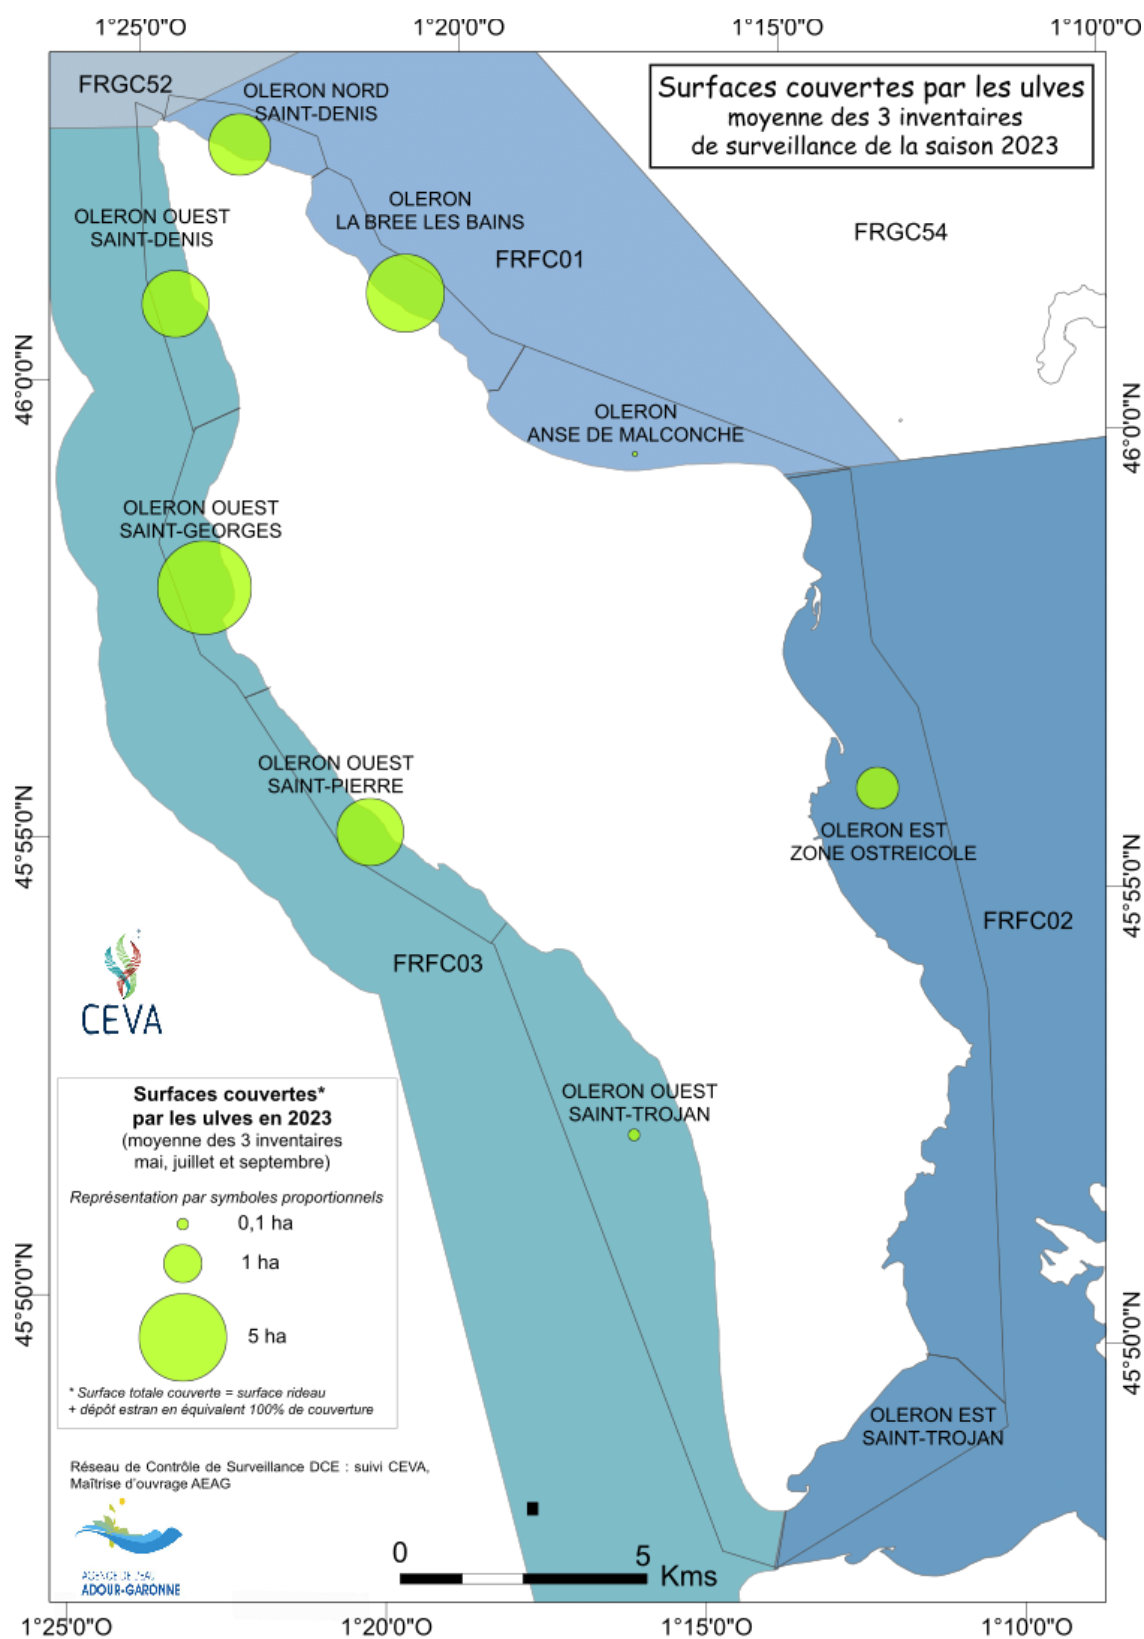 1°25'0"O 1°20'0"O 1°15'0"O 1°10'0"O
Surfaces couvertes par les ulves
moyenne des 3 inventaires
de surveillance de la saison 2023
FRGC52
OLERON NORD
SAINT-DENIS
OLERON
LA BREE LES BAINS
OLERON OUEST
SAINT-DENIS
FRFC01
FRGC54
46°0'0"N
46°0'0"N
OLERON
ANSE DE MALCONCHE
OLERON OUEST
SAINT-GEORGES
OLERON OUEST
SAINT-PIERRE
OLERON EST
ZONE OSTREICOLE
45°55'0"N
45°55'0"N
FRFC02
FRFC03
CEVA
OLERON OUEST
SAINT-TROJAN
Surfaces couvertes*
par les ulves en 2023
(moyenne des 3 inventaires
mai, juillet et septembre)
Représentation par symboles proportionnels
0,1 ha
1 ha
5 ha
* Surface totale couverte = surface rideau
+ dépôt estran en équivalent 100% de couverture
45°50'0"N
45°50'0"N
OLERON EST
SAINT-TROJAN
Réseau de Contrôle de Surveillance DCE : suivi CEVA,
Maîtrise d'ouvrage AEAG
AGENCE DE L'EAU
ADOUR-GARONNE
0 5
Kms
1°25'0"O 1°20'0"O 1°15'0"O 1°10'0"O